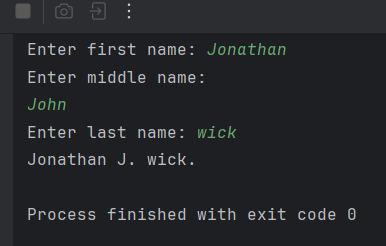 Enter first name: Jonathan
Enter middle name:
John
Enter last name: wick
Jonathan J. wick.
Process finished with exit code 0